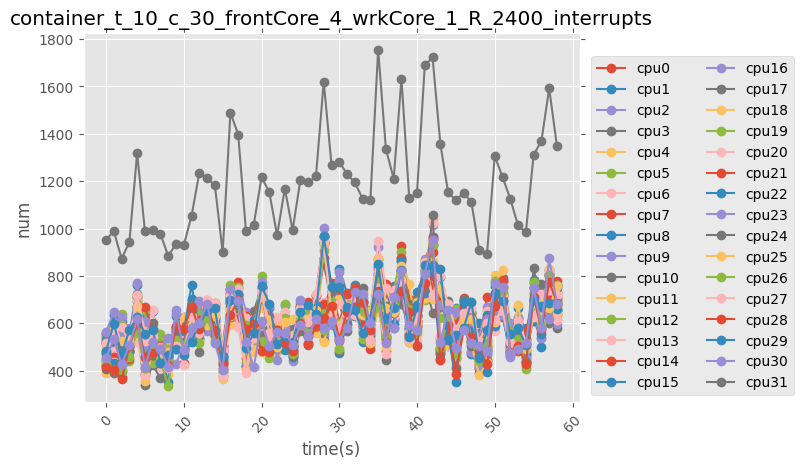 container_t_10_c_30_frontCore_4_wrkCore_1_R_2400_interrupts
1800
1600
1400
1200
1000
800
600
400
num
0
10
20
30
40
50
60
time(s)
cpu0
cpu1
cpu2
cpu3
cpu4
cpu5
cpu6
cpu7
cpu8
cpu9
cpu10
cpu11
cpu12
cpu13
cpu14
cpu15
cpu16
cpu17
cpu18
cpu19
cpu20
cpu21
cpu22
cpu23
cpu24
cpu25
cpu26
cpu27
cpu28
cpu29
cpu30
cpu31